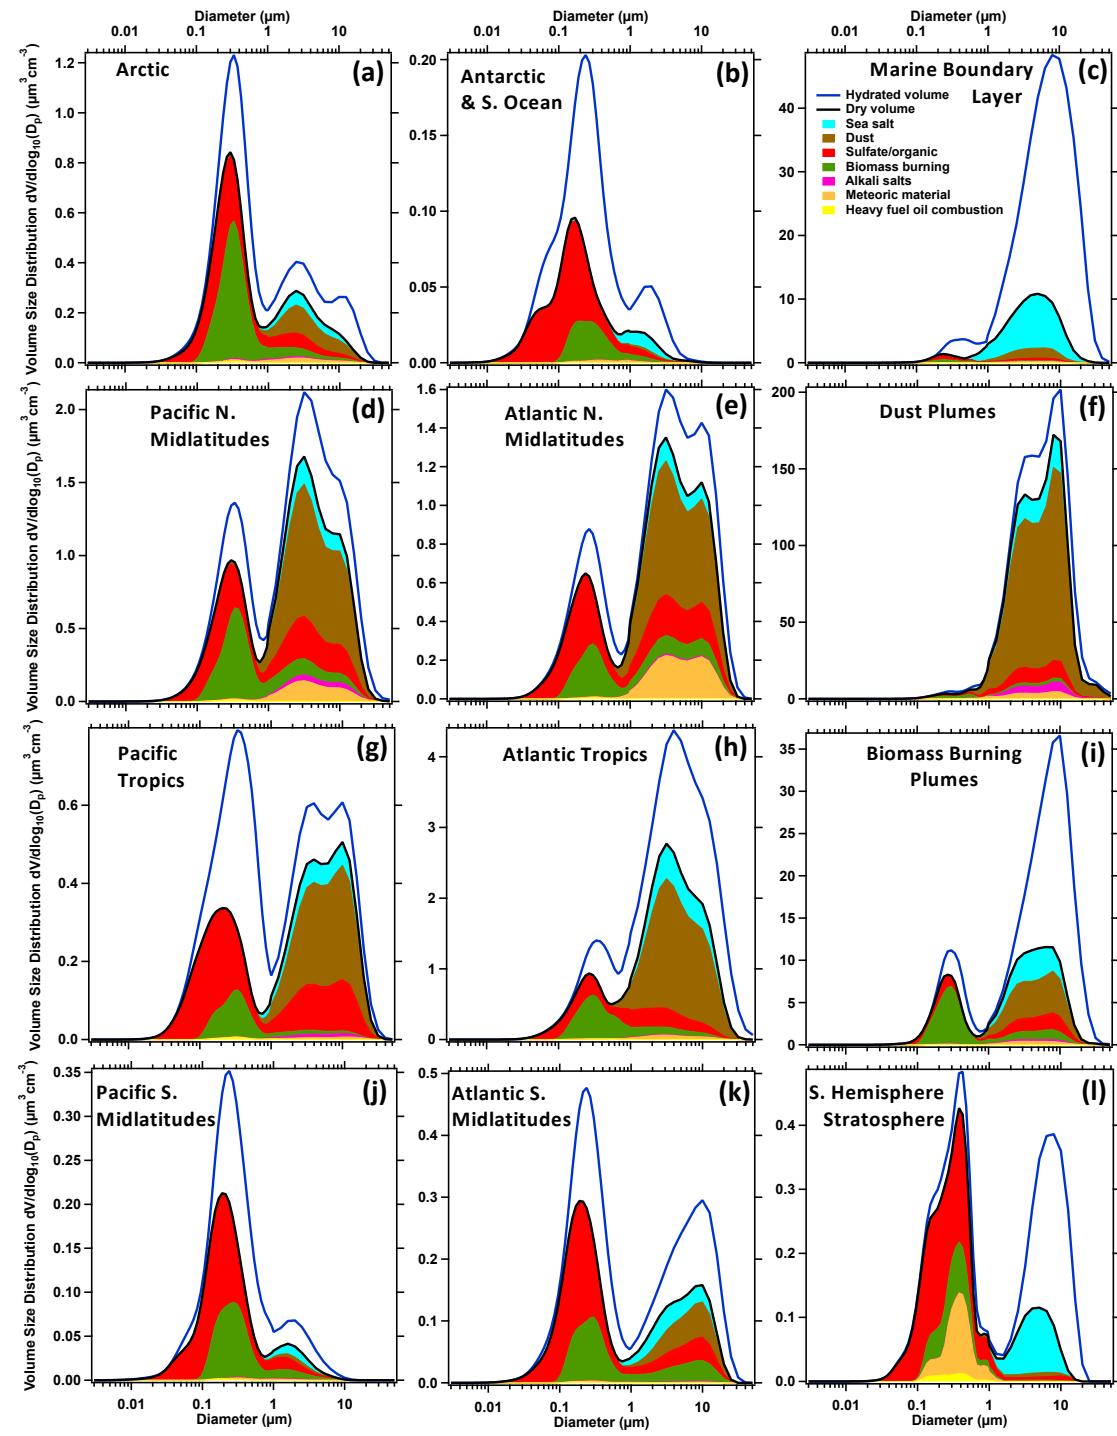 Diameter (µm)
Diameter (µm)
Diameter (µm)
0.01 0.1 1 10
0.01 0.1 1 10
0.01 0.1 1 10
Volume Size Distribution dV/dlog10(Dp) (µm3 cm-3)
1.2
1.0
0.8
0.6
0.4
0.2
0.0
Arctic
(a)
0.20
0.15
0.10
0.05
0.00
Antarctic
& S. Ocean
(b)
40
30
20
10
0
Marine Boundary
Layer
(c)
Hydrated volume
Dry volume
Sea salt
Dust
Sulfate/organic
Biomass burning
Alkali salts
Meteoric material
Heavy fuel oil combustion
Volume Size Distribution dV/dlog10(Dp) (µm3 cm-3)
2.0
1.5
1.0
0.5
0.0
Pacific N.
Midlatitudes
(d)
1.6
1.4
1.2
1.0
0.8
0.6
0.4
0.2
0.0
Atlantic N.
Midlatitudes
(e)
200
150
100
50
0
Dust Plumes
(f)
Volume Size Distribution dV/dlog10(Dp) (µm3 cm-3)
0.6
0.4
0.2
0.0
Pacific
Tropics
(g)
4
3
2
1
0
Atlantic Tropics
(h)
35
30
25
20
15
10
5
0
Biomass Burning
Plumes
(i)
Volume Size Distribution dV/dlog10(Dp) (µm3 cm-3)
0.35
0.30
0.25
0.20
0.15
0.10
0.05
0.00
Pacific S.
Midlatitudes
(j)
0.5
0.4
0.3
0.2
0.1
0.0
Atlantic S.
Midlatitudes
(k)
0.4
0.3
0.2
0.1
0.0
S. Hemisphere
Stratosphere
(l)
0.01 0.1 1 10
0.01 0.1 1 10
0.01 0.1 1 10
Diameter (µm)
Diameter (µm)
Diameter (µm)